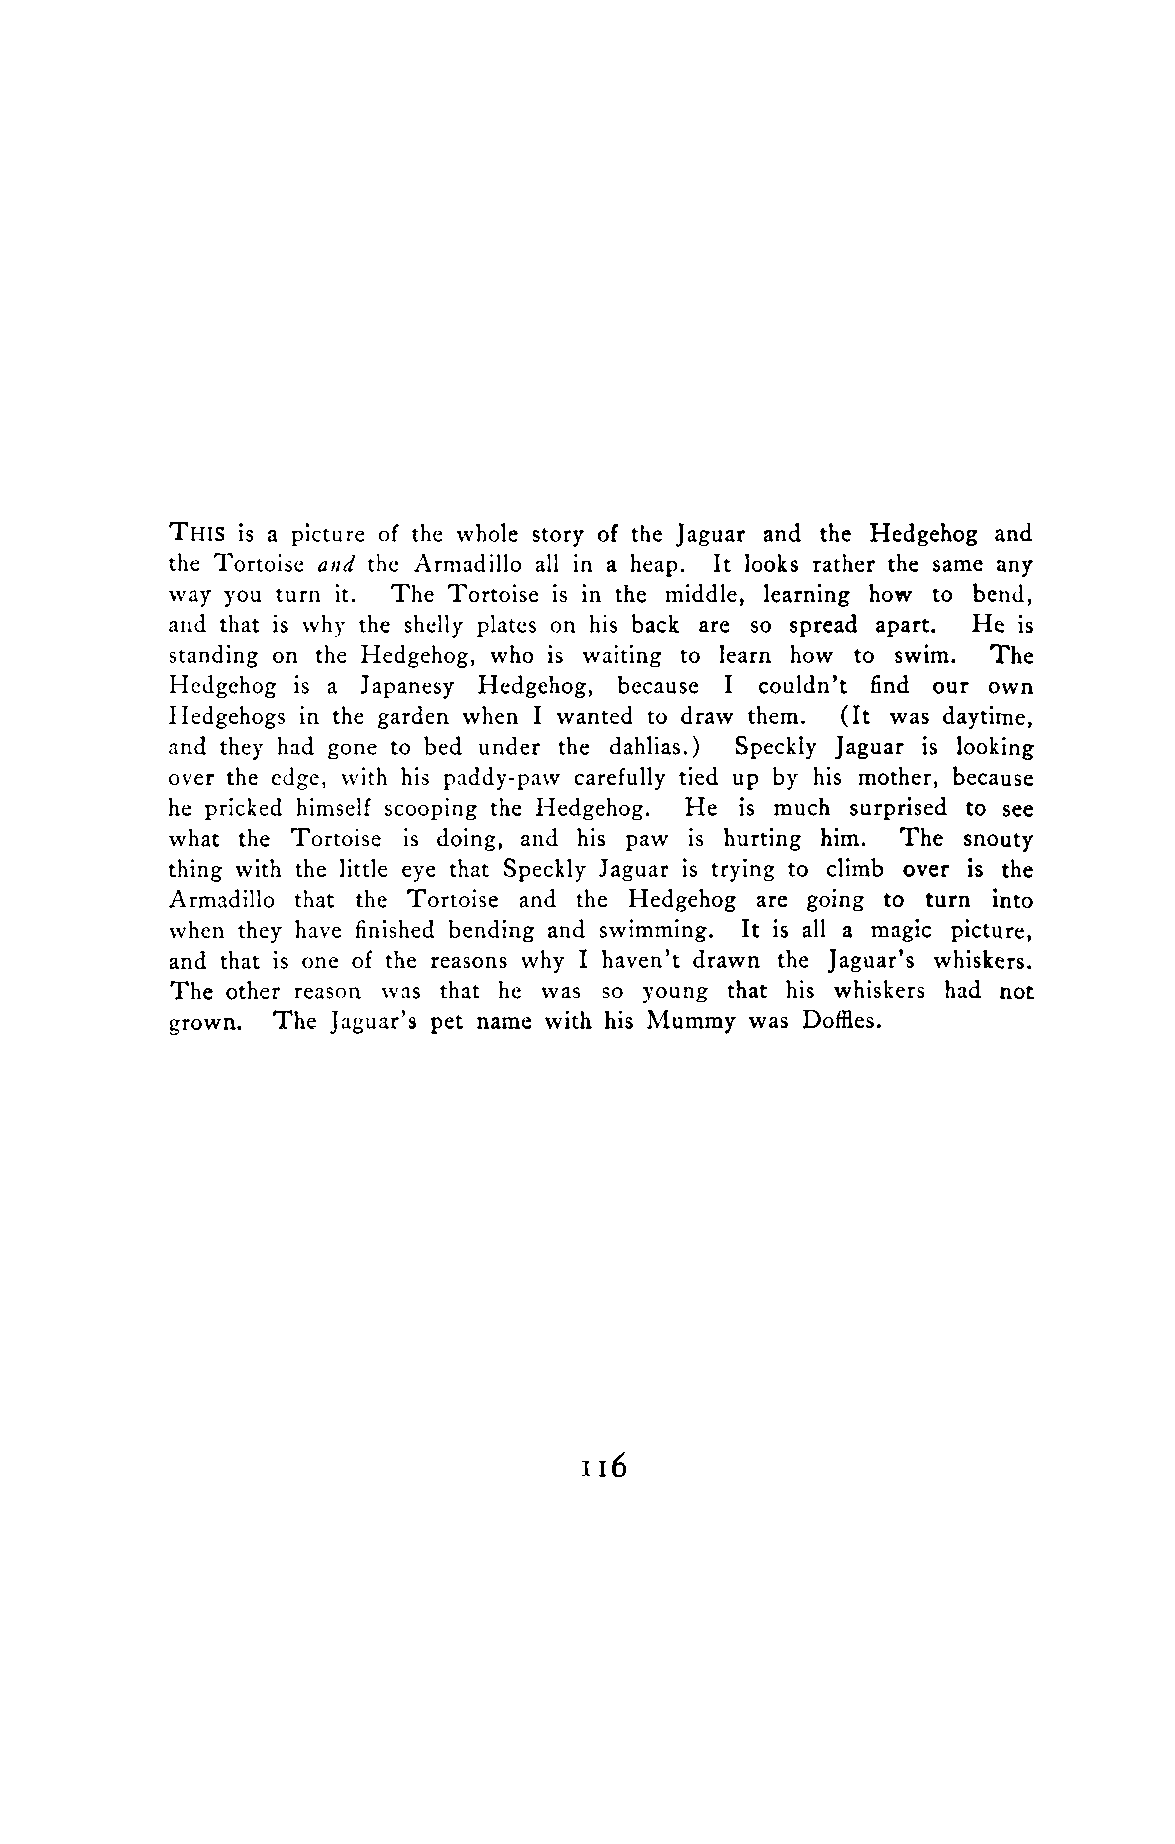 THIS is a picture of the whole story of the Jaguar and the Hedgehog and
the Tortoise and the Armadillo all in a heap. It looks rather the same any
way you turn it. The Tortoise is in the middle, learning how to bend,
and that is why the shelly plates on his back are so spread apart. He is
standing on the Hedgehog, who is waiting to learn how to swim. The
Hedgehog is a Japanesy Hedgehog, because I couldn't find our own
Hedgehogs in the garden when I wanted to draw them. (It was daytime,
and they had gone to bed under the dahlias.) Speckly Jaguar is looking
over the edge, with his paddy-paw carefully tied up by his mother, because
he pricked himself scooping the Hedgehog. He is much surprised to see
what the Tortoise is doing, and his paw is hurting him. The snouty
thing with the little eye that Speckly Jaguar is trying to climb over is the
Armadillo that the Tortoise and the Hedgehog are going to turn into
when they have finished bending and swimming. It is all a magic picture,
and that is one of the reasons why I haven't drawn the Jaguar's whiskers.
The other reason was that he was so young that his whiskers had not
grown. The Jaguar's pet name with his Mummy was Doffles.
116